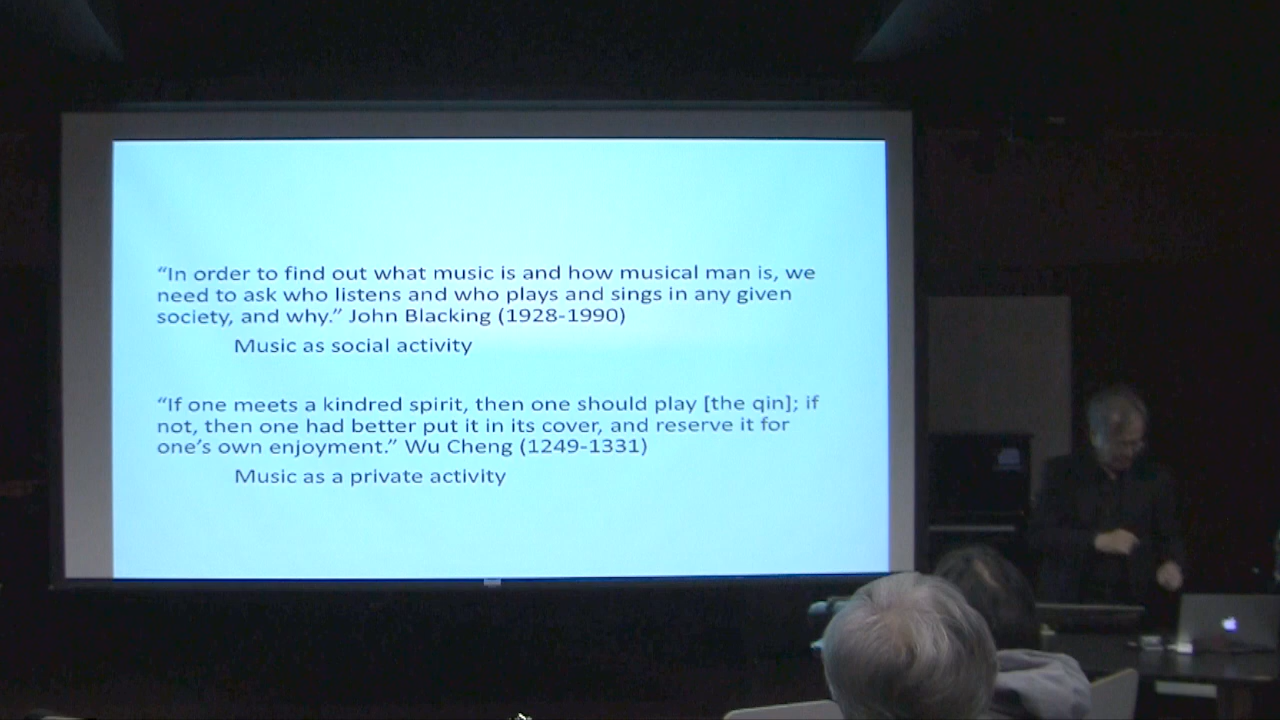 “In order to find out what music is and how musical man is, we
need to ask who listens and who plays and sings in any given
society, and why.” John Blacking (1928-1990)
Music as social activity
“If one meets a kindred spirit, then one should play [the qin]; if
not, then one had better put it in its cover, and reserve it for
one’s own enjoyment.” Wu Cheng (1249-1331)
Music as a private activity